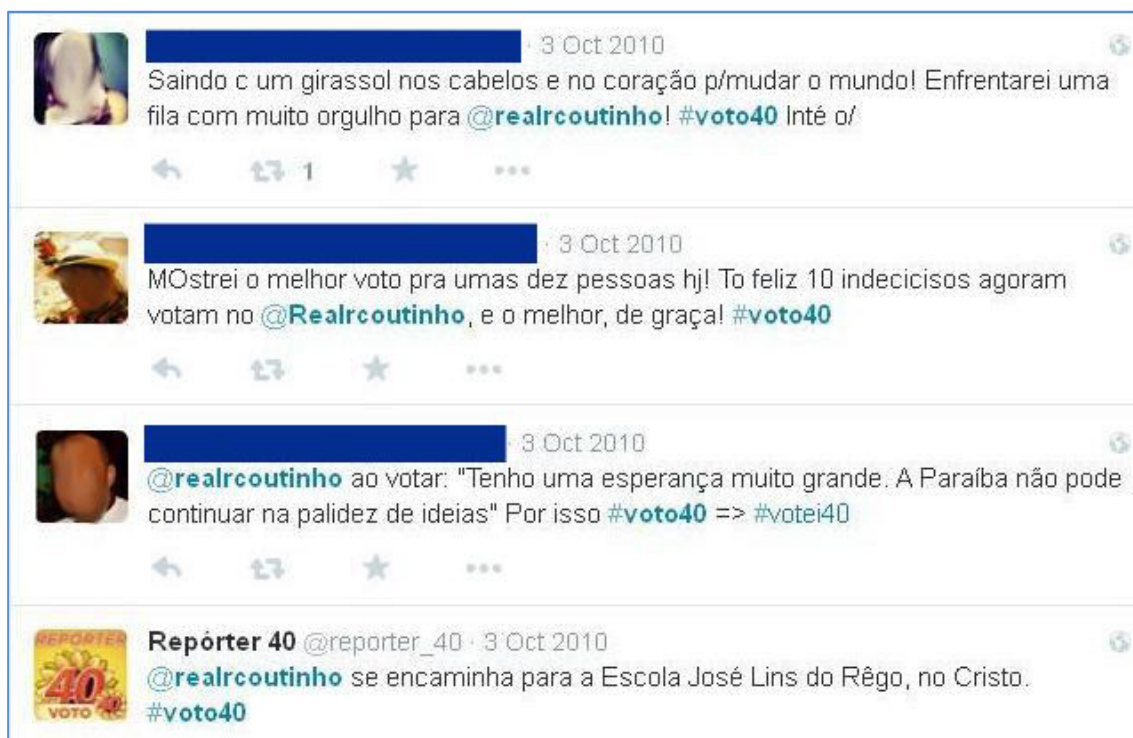 · 3 Oct 2010
Saindo c um girassol nos cabelos e no coração p/mudar o mundo! Enfrentarei uma
fila com muito orgulho para @realrcoutinho! #voto40 Inté o/
1
· 3 Oct 2010
MOstrei o melhor voto pra umas dez pessoas hj! To feliz 10 indecicisos agoram
votam no @Realrcoutinho, e o melhor, de graça! #voto40
· 3 Oct 2010
@realrcoutinho ao votar: "Tenho uma esperança muito grande. A Paraíba não pode
continuar na palidez de ideias" Por isso #voto40 => #votei40
REPORTER
40
VOTO 40
Repórter 40 @reporter_40 · 3 Oct 2010
@realrcoutinho se encaminha para a Escola José Lins do Rêgo, no Cristo.
#voto40